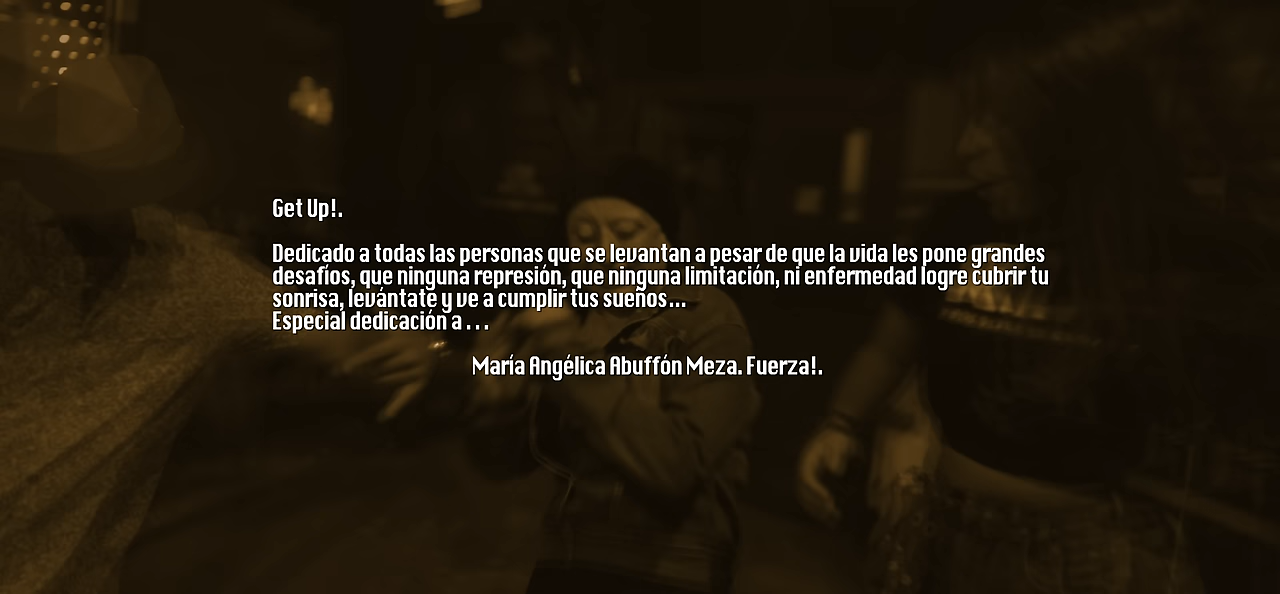 Get Up!.
Dedicado a todas las personas que se levantan a pesar de que la vida les pone grandes
desafíos, que ninguna represión, que ninguna limitación, ni enfermedad logre cubrir tu
sonrisa, levántate y ve a cumplir tus sueños...
Especial dedicación a . . .
María Angélica Abuffón Meza. Fuerza!.